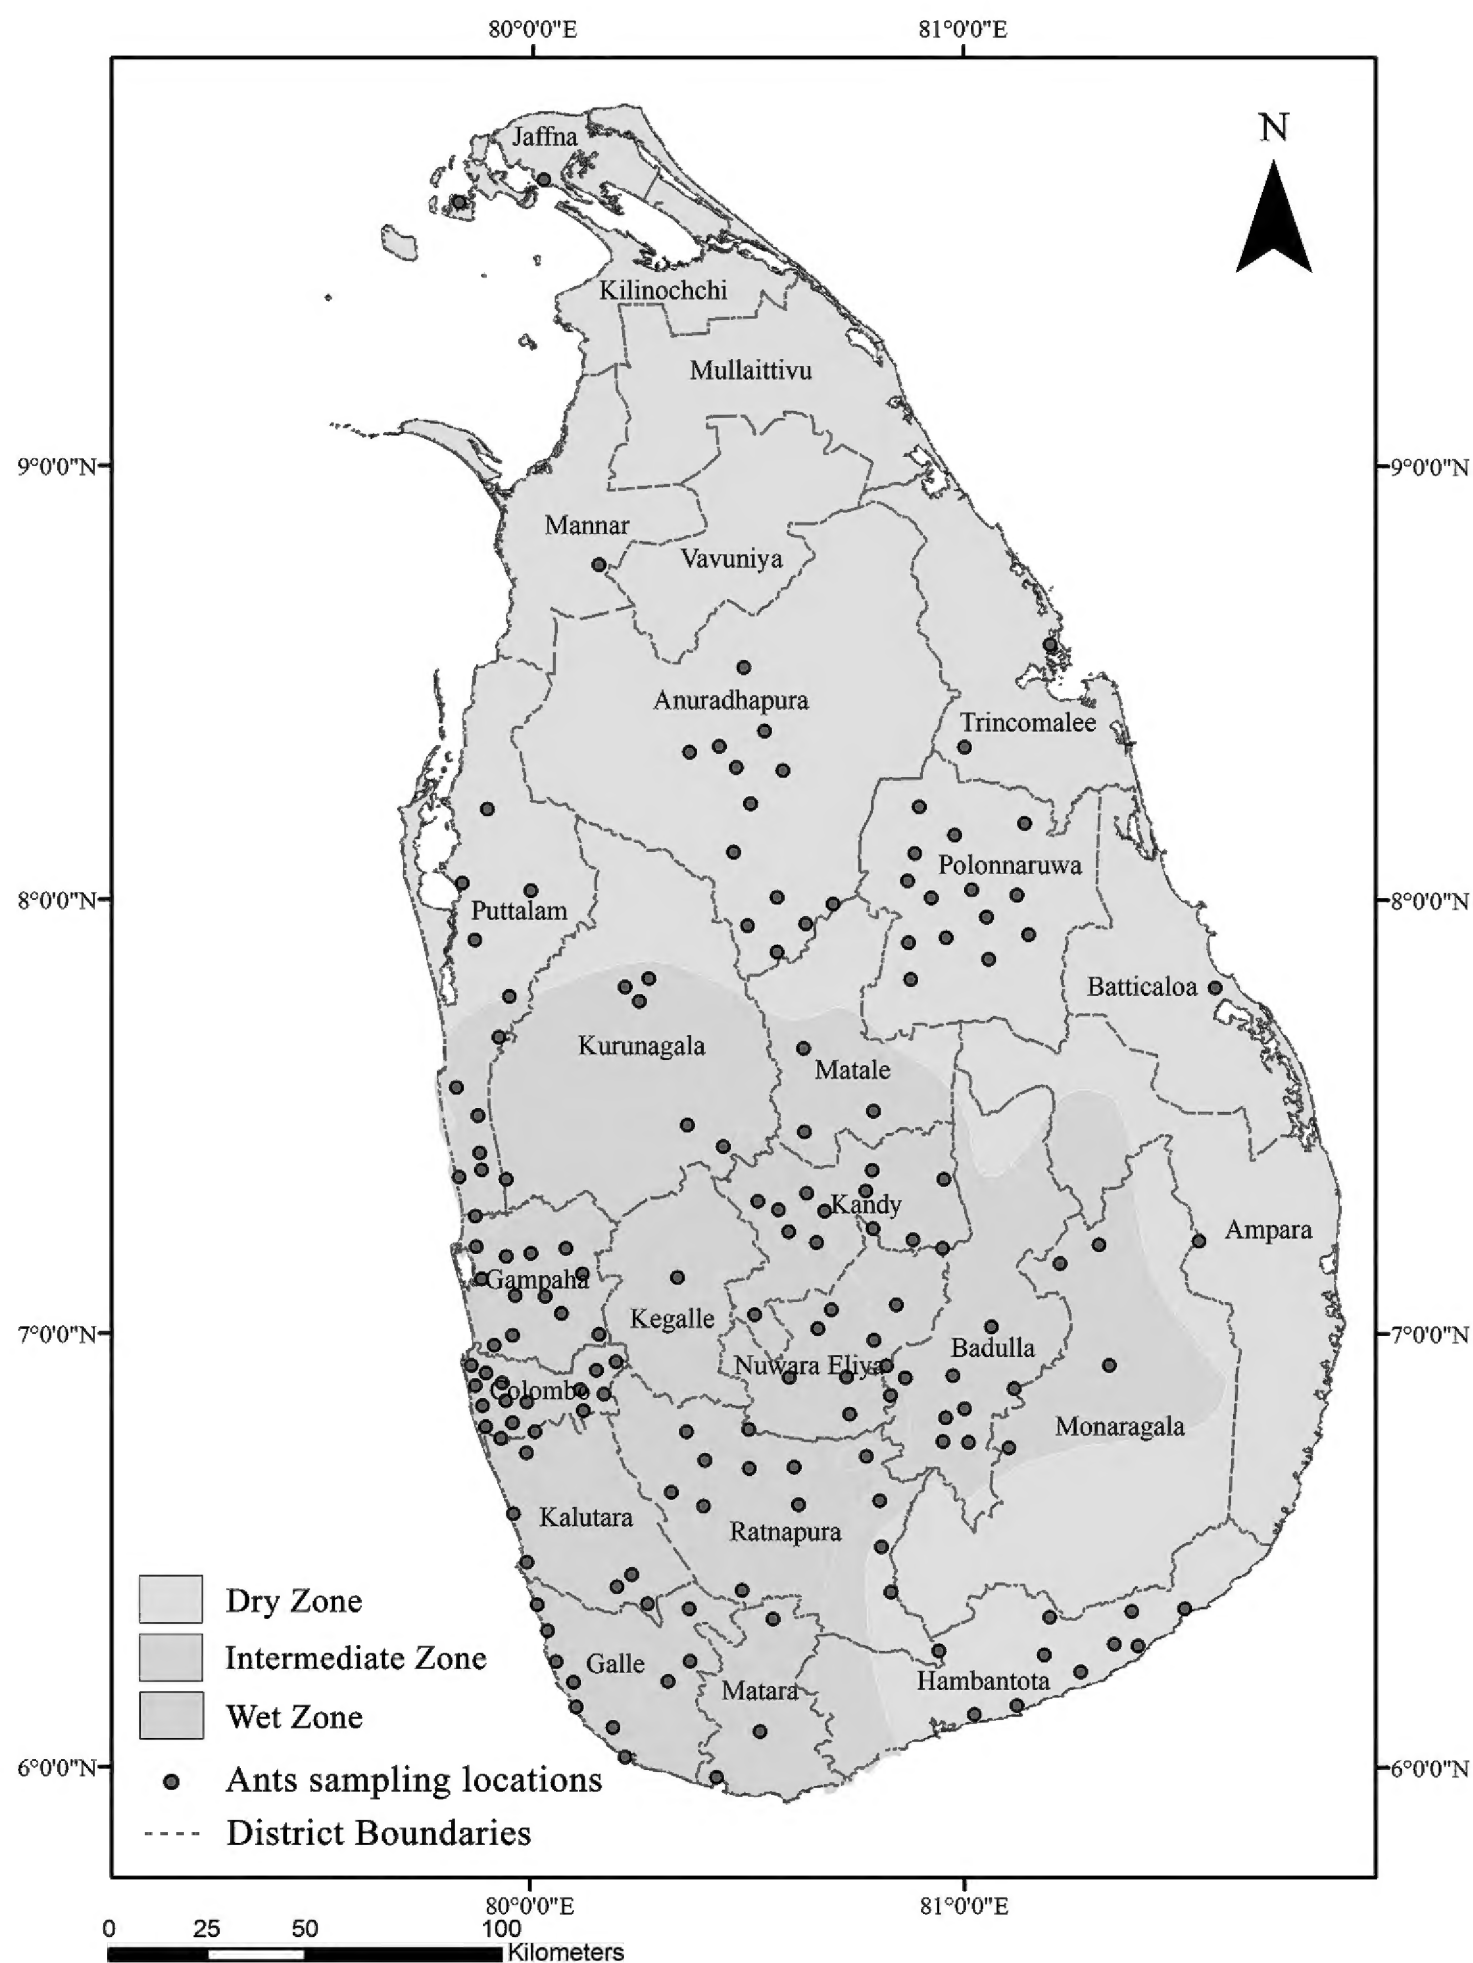 80°0'0"E
81°0'0"E
N
Jaffna
Kilinochchi
Mullaittivu
9°0'0"N
9°0'0"N
Mannar
Vavuniya
Anuradhapura
Trincomalee
Polonnaruwa
8°0'0"N
8°0'0"N
Puttalam
Batticaloa
Kurunagala
Matale
Kandy
Ampara
Gampaha
Kegalle
7°0'0"N
7°0'0"N
Badulla
Nuwara Eliya
Colombo
Monaragala
Kalutara
Ratnapura
Dry Zone
Intermediate Zone
Galle
Hambantota
Matara
Wet Zone
6°0'0"N
6°0'0"N
Ants sampling locations
District Boundaries
80°0'0"E
81°0'0"E
0 25 50 100
Kilometers